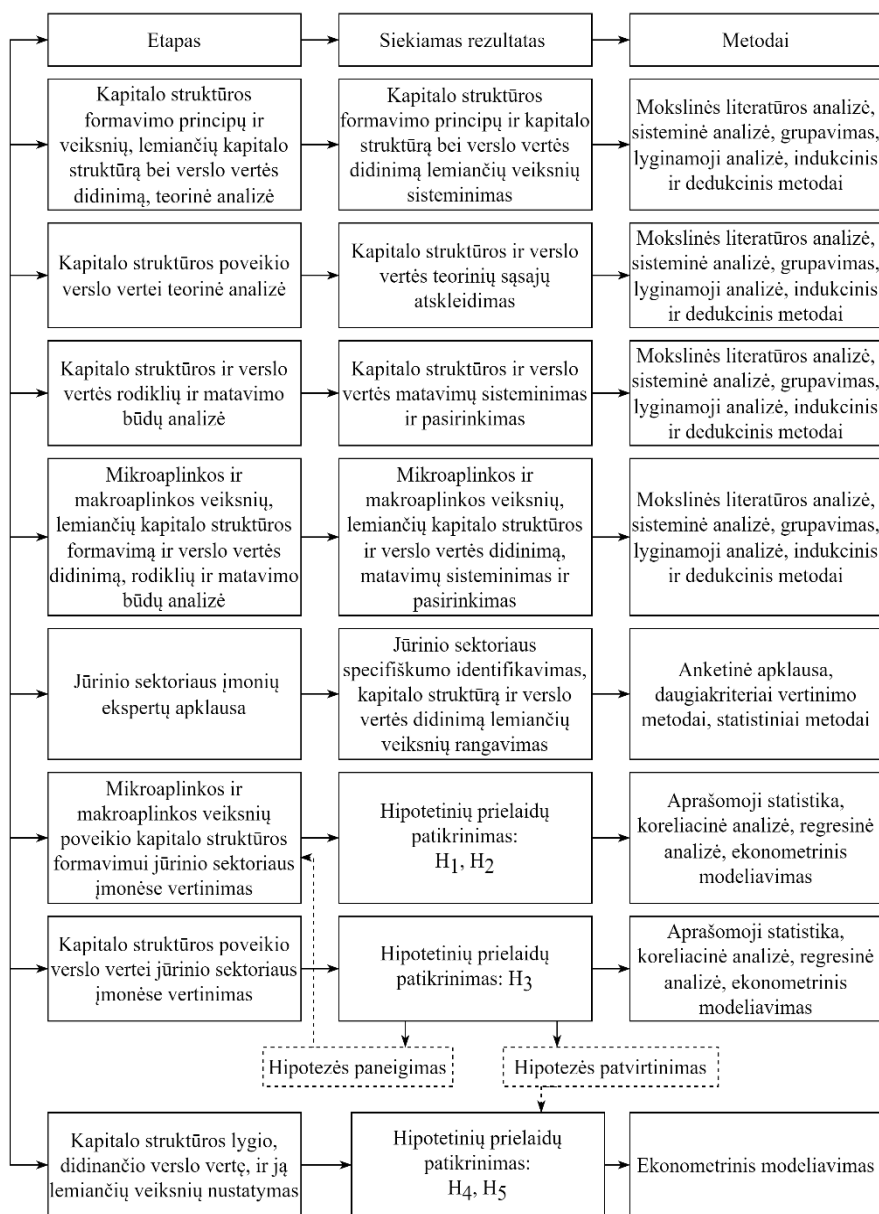 Etapas
Siekiamas rezultatas
Metodai
Kapitalo struktūros
formavimo principų ir
veiksnių, lemiančių kapitalo
struktūrą bei verslo vertės
didinimą, teorinė analizė
Kapitalo struktūros
formavimo principų ir kapitalo
struktūrą bei verslo vertės
didinimą lemiančių veiksnių
sisteminimas
Mokslinės literatūros analizė,
sisteminė analizė, grupavimas,
lyginamoji analizė, indukcinis
ir dedukcinis metodai
Kapitalo struktūros poveikio
verslo vertei teorinė analizė
Kapitalo struktūros ir verslo
vertės teorinių sąsajų
atskleidimas
Mokslinės literatūros analizė,
sisteminė analizė, grupavimas,
lyginamoji analizė, indukcinis
ir dedukcinis metodai
Kapitalo struktūros ir verslo
vertės rodiklių ir matavimo
būdų analizė
Kapitalo struktūros ir verslo
vertės matavimų sisteminimas
ir pasirinkimas
Mokslinės literatūros analizė,
sisteminė analizė, grupavimas,
lyginamoji analizė, indukcinis
ir dedukcinis metodai
Mikroaplinkos ir
makroaplinkos veiksnių,
lemiančių kapitalo struktūros
formavimą ir verslo vertės
didinimą, rodiklių ir matavimo
būdų analizė
Mikroaplinkos ir
makroaplinkos veiksnių,
lemiančių kapitalo struktūros
ir verslo vertės didinimą,
matavimų sisteminimas ir
pasirinkimas
Mokslinės literatūros analizė,
sisteminė analizė, grupavimas,
lyginamoji analizė, indukcinis
ir dedukcinis metodai
Jūrinio sektoriaus įmonių
ekspertų apklausa
Jūrinio sektoriaus
specifiškumo identifikavimas,
kapitalo struktūrą ir verslo
vertės didinimą lemiančių
veiksnių rangavimas
Anketinė apklausa,
daugiakriteriai vertinimo
metodai, statistiniai metodai
Mikroaplinkos ir
makroaplinkos veiksnių
poveikio kapitalo struktūros
formavimui jūrinio sektoriaus
įmonėse vertinimas
Hipotetinių prielaidų
patikrinimas:
H1, H2
Aprašomoji statistika,
koreliacinė analizė, regresinė
analizė, ekonometrinis
modeliavimas
Kapitalo struktūros poveikio
verslo vertei jūrinio sektoriaus
įmonėse vertinimas
Hipotetinių prielaidų
patikrinimas: H3
Aprašomoji statistika,
koreliacinė analizė, regresinė
analizė, ekonometrinis
modeliavimas
Hipotezės paneigimas
Hipotezės patvirtinimas
Kapitalo struktūros lygio,
didinančio verslo vertę, ir ją
lemiančių veiksnių nustatymas
Hipotetinių prielaidų
patikrinimas:
H4, H5
Ekonometrinis modeliavimas